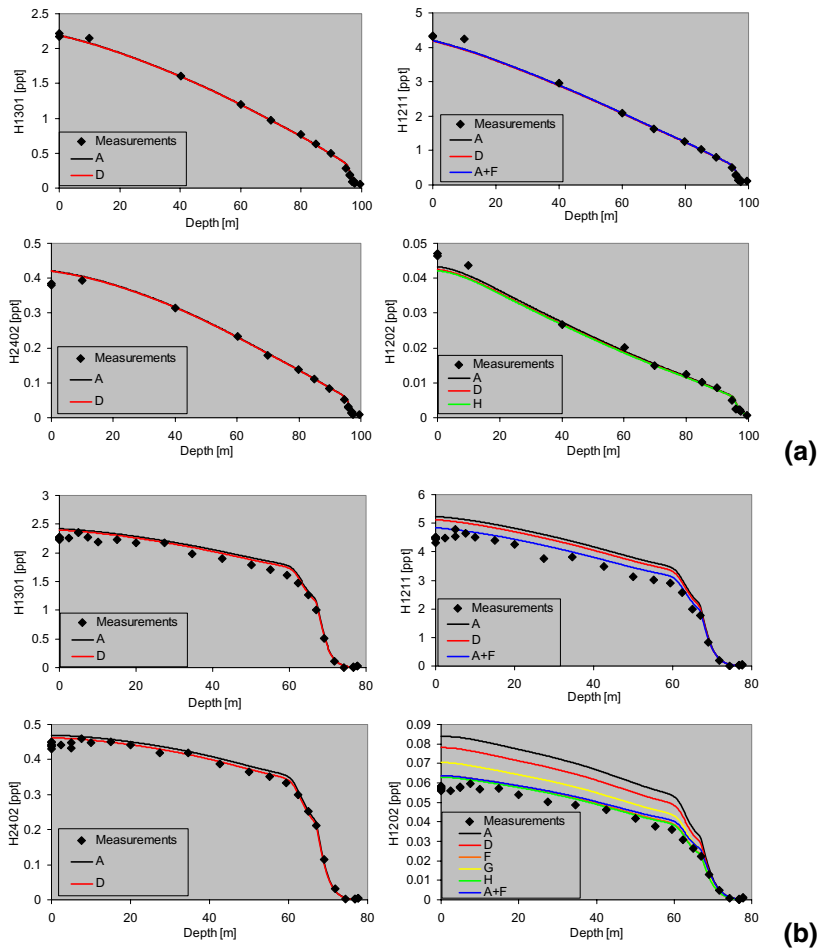 H1301 [ppt]
2.5
2
1.5
1
0.5
0
Measurements
A
D
0 20 40 60 80 100
Depth [m]
H1211 [ppt]
5
4
3
2
1
0
Measurements
A
D
A+F
0 20 40 60 80 100
Depth [m]
H2402 [ppt]
0.5
0.4
0.3
0.2
0.1
0
Measurements
A
D
0 20 40 60 80 100
Depth [m]
H1202 [ppt]
0.05
0.04
0.03
0.02
0.01
0
Measurements
A
D
H
0 20 40 60 80 100
Depth [m]
(a)
H1301 [ppt]
3
2.5
2
1.5
1
0.5
0
Measurements
A
D
0 20 40 60 80
Depth [m]
H1211 [ppt]
6
5
4
3
2
1
0
Measurements
A
D
A+F
0 20 40 60 80
Depth [m]
H2402 [ppt]
0.5
0.4
0.3
0.2
0.1
0
Measurements
A
D
0 20 40 60 80
Depth [m]
H1202 [ppt]
0.09
0.08
0.07
0.06
0.05
0.04
0.03
0.02
0.01
0
Measurements
A
D
F
G
H
A+F
0 20 40 60 80
Depth [m]
(b)